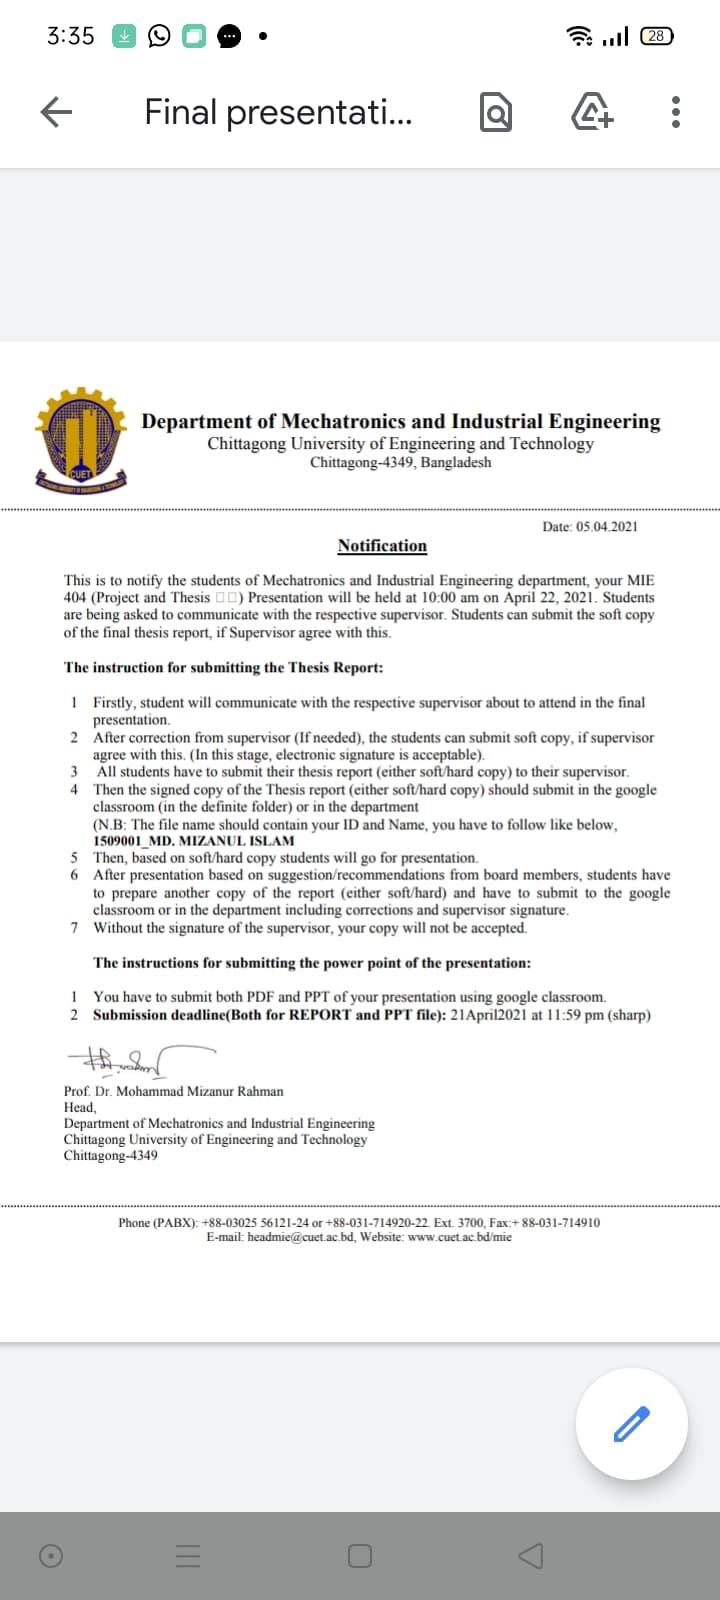 3:35
28
Final presentati...
CUET
Department of Mechatronics and Industrial Engineering
Chittagong University of Engineering and Technology
Chittagong-4349, Bangladesh
Date: 05.04.2021
Notification
This is to notify the students of Mechatronics and Industrial Engineering department, your MIE
404 (Project and Thesis □□) Presentation will be held at 10:00 am on April 22, 2021. Students
are being asked to communicate with the respective supervisor. Students can submit the soft copy
of the final thesis report, if Supervisor agree with this.
The instruction for submitting the Thesis Report:
1 Firstly, student will communicate with the respective supervisor about to attend in the final
presentation.
2 After correction from supervisor (If needed), the students can submit soft copy, if supervisor
agree with this. (In this stage, electronic signature is acceptable).
3 All students have to submit their thesis report (either soft/hard copy) to their supervisor.
4 Then the signed copy of the Thesis report (either soft/hard copy) should submit in the google
classroom (in the definite folder) or in the department
(N.B: The file name should contain your ID and Name, you have to follow like below,
1509001_MD. MIZANUL ISLAM
5 Then, based on soft/hard copy students will go for presentation.
6 After presentation based on suggestion/recommendations from board members, students have
to prepare another copy of the report (either soft/hard) and have to submit to the google
classroom or in the department including corrections and supervisor signature.
7 Without the signature of the supervisor, your copy will not be accepted.
The instructions for submitting the power point of the presentation:
1 You have to submit both PDF and PPT of your presentation using google classroom.
2 Submission deadline(Both for REPORT and PPT file): 21April2021 at 11:59 pm (sharp)
Prof. Dr. Mohammad Mizanur Rahman
Head,
Department of Mechatronics and Industrial Engineering
Chittagong University of Engineering and Technology
Chittagong-4349
Phone (PABX): +88-03025 56121-24 or +88-031-714920-22. Ext. 3700, Fax:+ 88-031-714910
E-mail: headmie@cuet.ac.bd, Website: www.cuet.ac.bd/mie